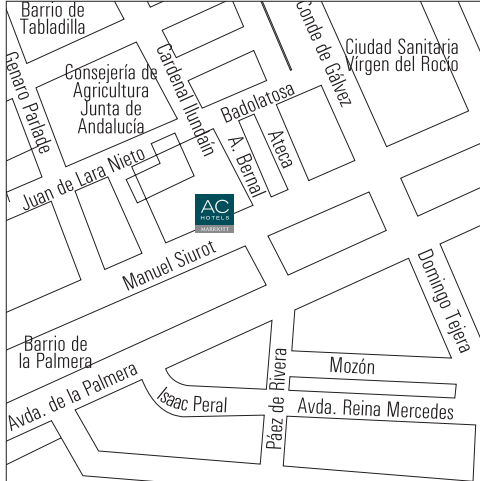 Barrio de
Tabladilla
Genaro Parlade
Consejería de
Agricultura
Junta de
Andalucía
Cardenal Ilundaín
Conde de Gálvez
Ciudad Sanitaria
Vírgen del Rocío
Badolatosa
A. Bernal
Ateca
Juan de Lara Nieto
AC
HOTELS
MARRIOTT
Manuel Siurot
Domingo Tejera
Barrio de
la Palmera
Avda. de la Palmera
Isaac Peral
Páez de Rivera
Mozón
Avda. Reina Mercedes